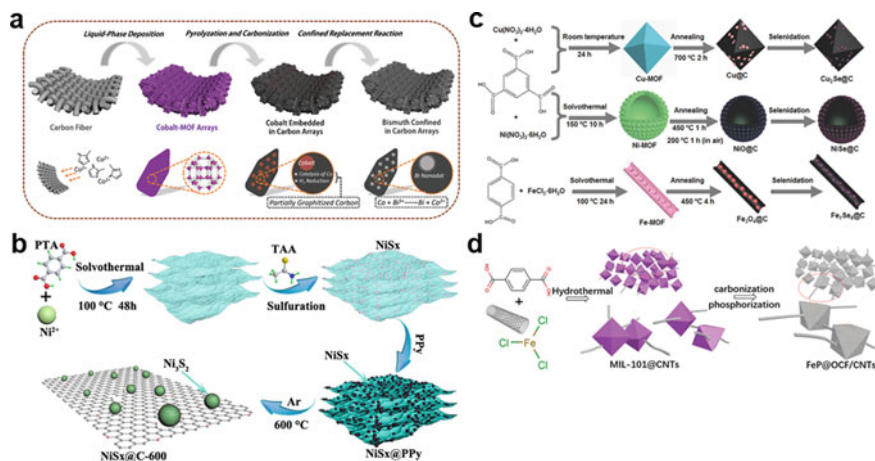 a
Liquid-Phase Deposition
Pyrolyzation and Carbonization
Confined Replacement Reaction
Carbon Fiber
Cobalt-MOF Arrays
Cobalt Embedded
in Carbon Arrays
Bismuth Confined
in Carbon Arrays
Co²⁺
Cobalt
Partially Graphitized Carbon
Bi Nanodot
Co + Bi³⁺ Bi + Co²⁺
b
PTA
Solvothermal
100 °C 48h
+
Ni²⁺
TAA
Sulfuration
NiSx
PPy
NiSx
NiSx@PPy
Ar
600 °C
Ni₃S₂
NiSx@C-600
c
Cu(NO₃)₂·4H₂O
+
Room temperature
24 h
Cu-MOF
Annealing
700 °C 2 h
Cu@C
Selenidation
Cu₂Se@C
+
Ni(NO₃)₂·6H₂O
Solvothermal
150 °C 10 h
Ni-MOF
Annealing
450 °C 1 h
200 °C 1 h (in air)
NiO@C
Selenidation
NiSe@C
+ FeCl₃·6H₂O
Solvothermal
100 °C 24 h
Fe-MOF
Annealing
450 °C 4 h
Fe₃O₄@C
Selenidation
Fe₇Se₈@C
d
+
Cl
Fe
Cl
Cl
Hydrothermal
MIL-101@CNTs
carbonization
phosphorization
FeP@OCF/CNTs